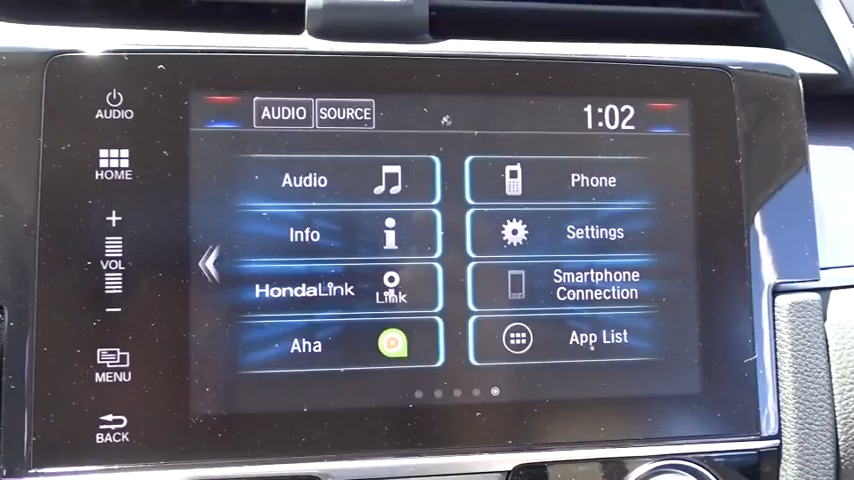 AUDIO
HOME
+
VOL
−
MENU
BACK
AUDIO SOURCE 1:02
Audio Phone
Info Settings
HondaLink Link Smartphone
Connection
Aha App List